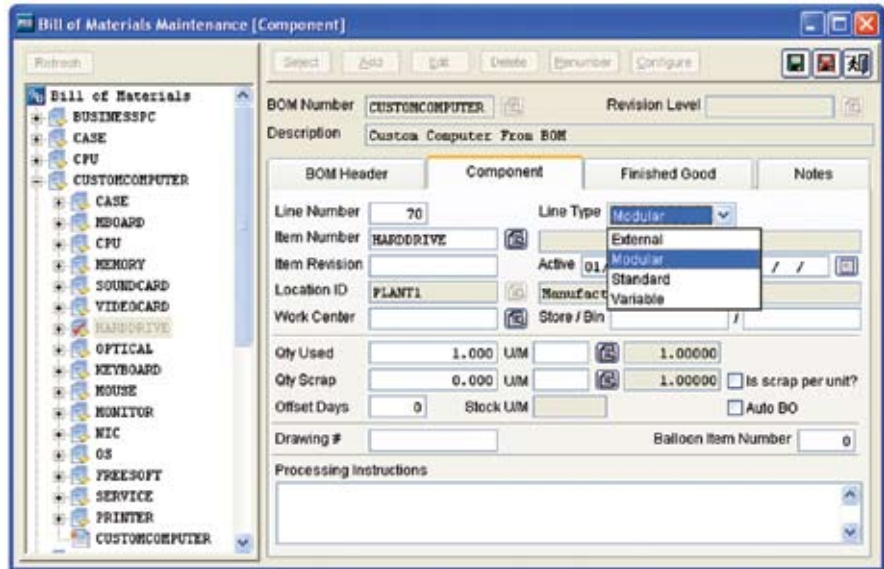 Bill of Materials Maintenance [Component]
Refresh
Select Add Edit Delete Renumber Configure
Bill of Materials
BUSINESSPC
CASE
CPU
CUSTOMCOMPUTER
CASE
MBOARD
CPU
MEMORY
SOUNDCARD
VIDEOCARD
HARDDRIVE
OPTICAL
KEYBOARD
MOUSE
MONITOR
NIC
OS
FREESOFT
SERVICE
PRINTER
CUSTOMCOMPUTER
BOM Number CUSTOMCOMPUTER Revision Level
Description Custom Computer From BOM
BOM Header Component Finished Good Notes
Line Number 70 Line Type Modular
Item Number HARDDRIVE
External
Modular
Standard
Variable
Item Revision Active 01/ / /
Location ID PLANT1 Manufact
Work Center Store / Bin /
Qty Used 1.000 U/M 1.00000
Qty Scrap 0.000 U/M 1.00000 Is scrap per unit?
Offset Days 0 Stock U/M Auto BO
Drawing # Balloon Item Number 0
Processing Instructions